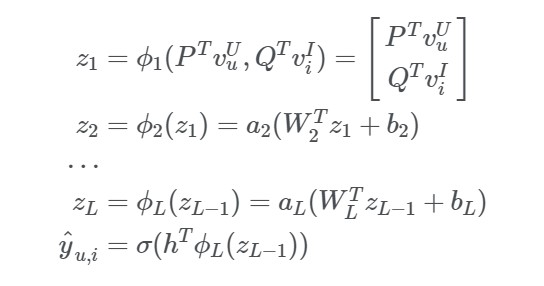 z_1 = \phi_1(P^T v_u^U, Q^T v_i^I) = \begin{bmatrix} P^T v_u^U \\ Q^T v_i^I \end{bmatrix}
z_2 = \phi_2(z_1) = a_2(W_2^T z_1 + b_2)
...
z_L = \phi_L(z_{L-1}) = a_L(W_L^T z_{L-1} + b_L)
\hat{y}_{u,i} = \sigma(h^T \phi_L(z_{L-1}))